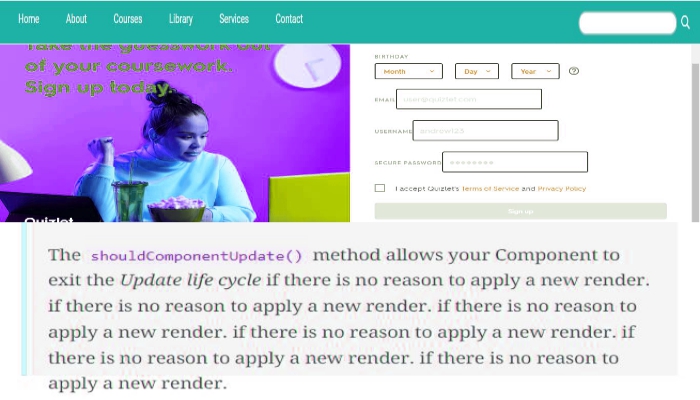 Home About Courses Library Services Contact
Take the guesswork out
of your coursework.
Sign up today.
Quizlet
BIRTHDAY
Month Day Year
EMAIL user@quizlet.com
USERNAME andrew123
SECURE PASSWORD ••••••••
I accept Quizlet's Terms of Service and Privacy Policy
Sign up
The shouldComponentUpdate() method allows your Component to
exit the Update life cycle if there is no reason to apply a new render.
if there is no reason to apply a new render. if there is no reason to
apply a new render. if there is no reason to apply a new render. if
there is no reason to apply a new render. if there is no reason to
apply a new render.